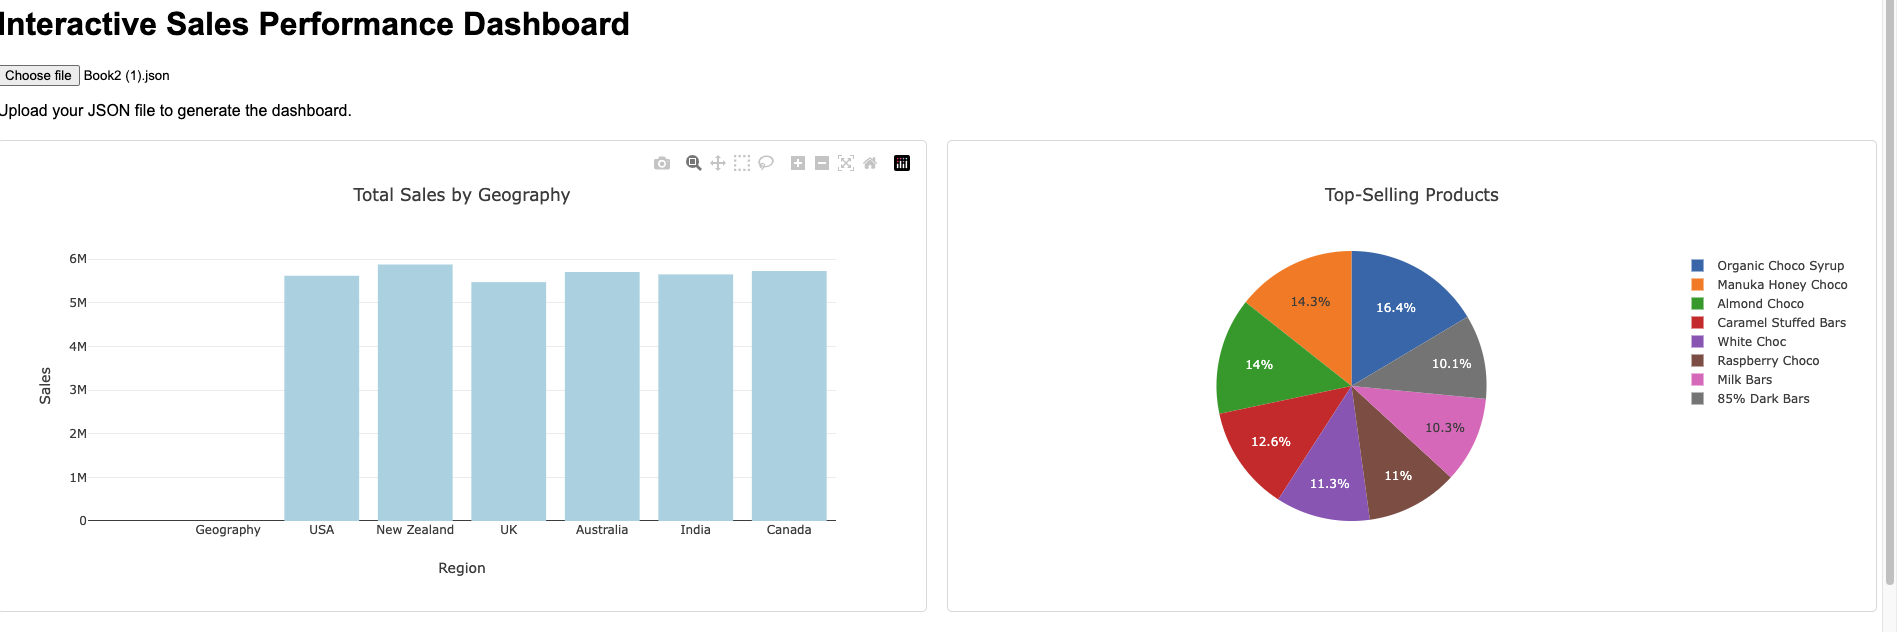 Interactive Sales Performance Dashboard
Choose file Book2 (1).json
Upload your JSON file to generate the dashboard.
Total Sales by Geography
6M
5M
4M
3M
2M
1M
0
Sales
Geography USA New Zealand UK Australia India Canada
Region
Top-Selling Products
14.3%
16.4%
14%
10.1%
12.6%
10.3%
11.3%
11%
Organic Choco Syrup
Manuka Honey Choco
Almond Choco
Caramel Stuffed Bars
White Choc
Raspberry Choco
Milk Bars
85% Dark Bars